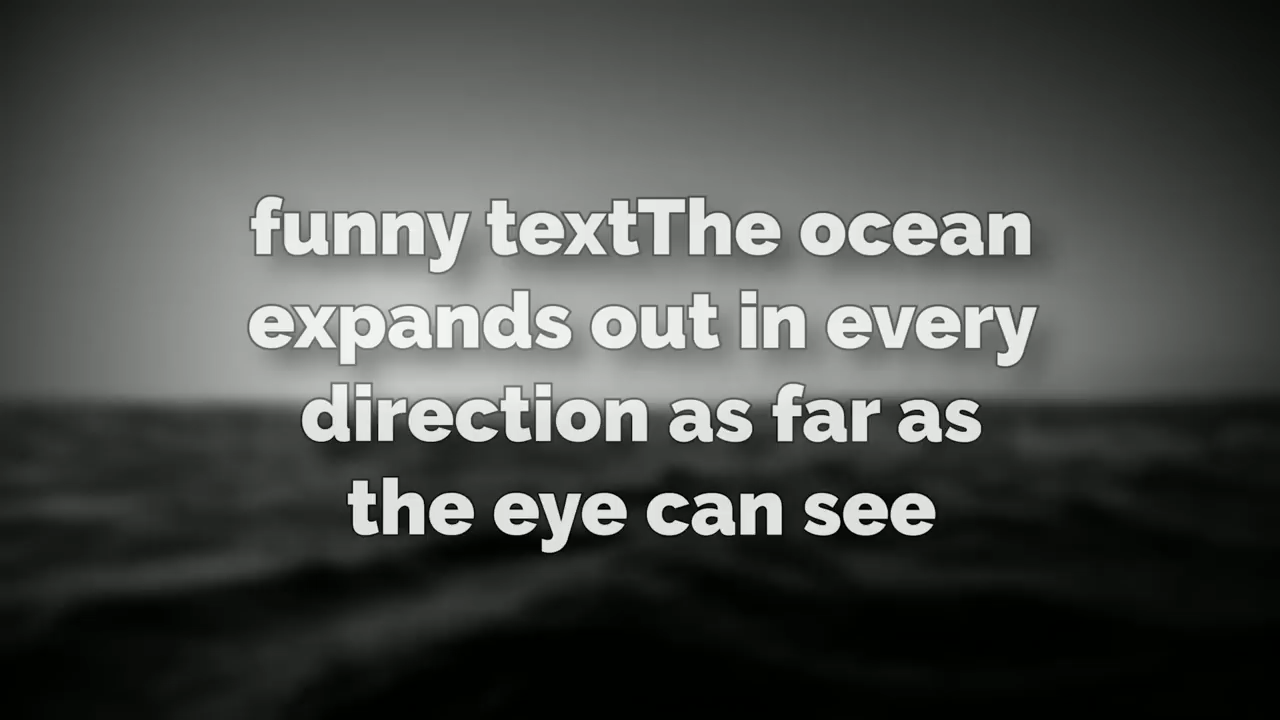 funny textThe ocean
expands out in every
direction as far as
the eye can see